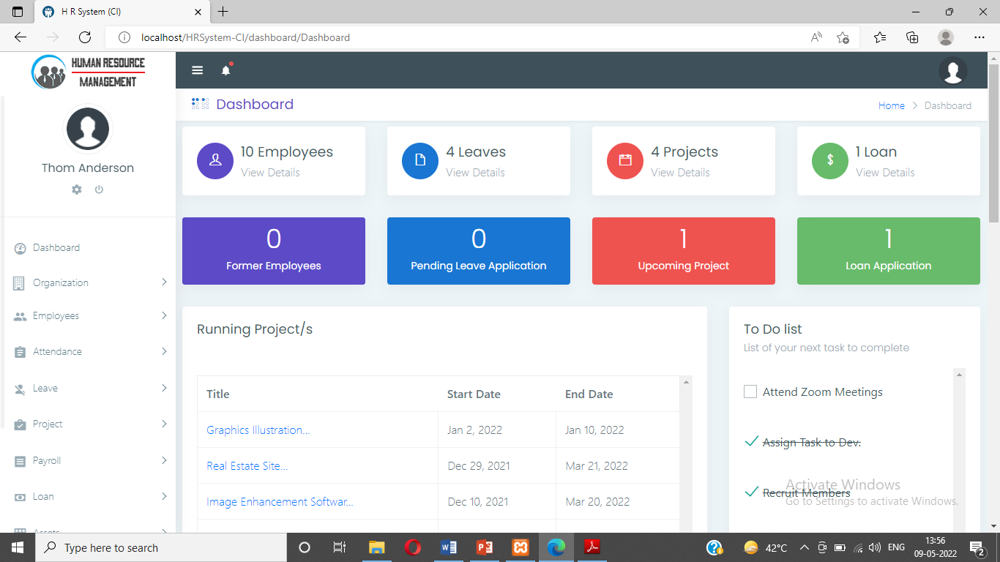 H R System (CI)
localhost/HRSystem-CI/dashboard/Dashboard
HUMAN RESOURCE
MANAGEMENT
Thom Anderson
Dashboard
Organization
Employees
Attendance
Leave
Project
Payroll
Loan
Assets
Dashboard
Home > Dashboard
10 Employees
View Details
4 Leaves
View Details
4 Projects
View Details
1 Loan
View Details
0
Former Employees
0
Pending Leave Application
1
Upcoming Project
1
Loan Application
Running Project/s
Title Start Date End Date
Graphics Illustration... Jan 2, 2022 Jan 10, 2022
Real Estate Site... Dec 29, 2021 Mar 21, 2022
Image Enhancement Softwar... Dec 10, 2021 Mar 20, 2022
To Do list
List of your next task to complete
Attend Zoom Meetings
Assign Task to Dev.
Recruit Members
Activate Windows
Go to Settings to activate Windows.
Type here to search
42°C
ENG
13:56
09-05-2022
2